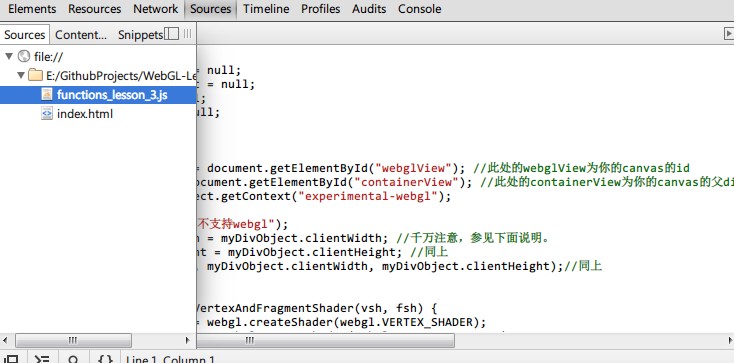 Elements Resources Network Sources Timeline Profiles Audits Console
Sources Content... Snippets
file://
E:/GithubProjects/WebGL-Le
functions_lesson_3.js
index.html
= null;
t = null;
l;
ull;
= document.getElementById("webglView"); //此处的webglView为你的canvas的id
ocument.getElementById("containerView"); //此处的containerView为你的canvas的父di
ect.getContext("experimental-webgl");
不支持webgl");
h = myDivObject.clientWidth; //千万注意，参见下面说明。
ht = myDivObject.clientHeight; //同上
, myDivObject.clientWidth, myDivObject.clientHeight);//同上
VertexAndFragmentShader(vsh, fsh) {
= webgl.createShader(webgl.VERTEX_SHADER);
Line 1, Column 1